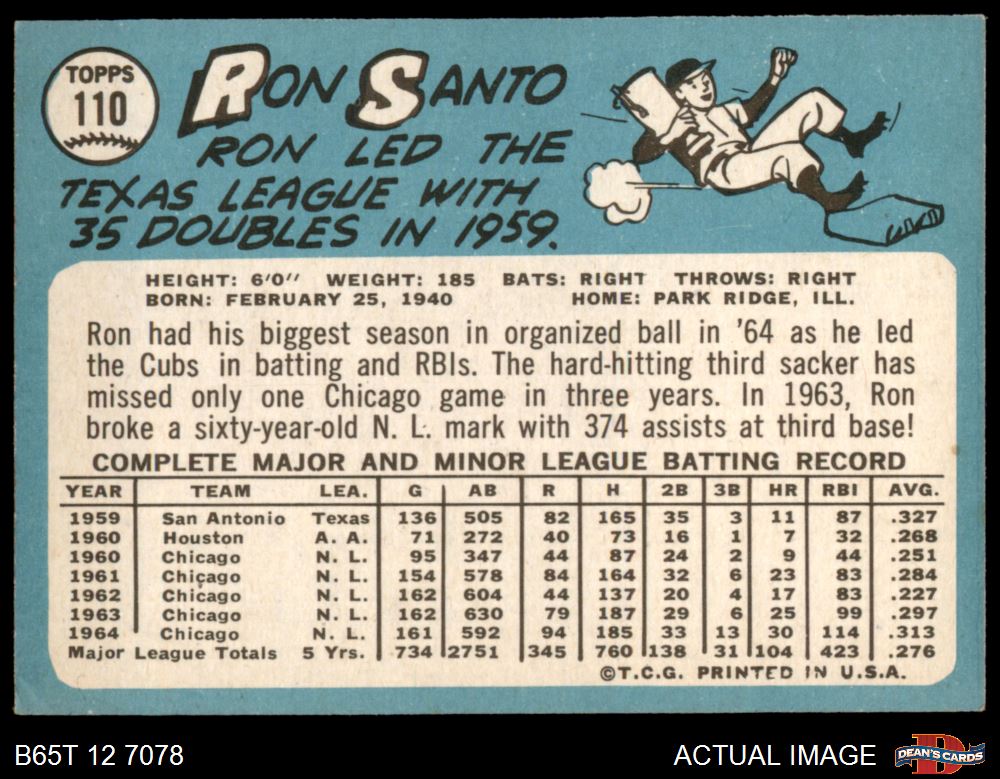 TOPPS
110
RON SANTO
RON LED THE
TEXAS LEAGUE WITH
35 DOUBLES IN 1959.
HEIGHT: 6'0" WEIGHT: 185 BATS: RIGHT THROWS: RIGHT
BORN: FEBRUARY 25, 1940 HOME: PARK RIDGE, ILL.
Ron had his biggest season in organized ball in '64 as he led
the Cubs in batting and RBIs. The hard-hitting third sacker has
missed only one Chicago game in three years. In 1963, Ron
broke a sixty-year-old N. L. mark with 374 assists at third base!
COMPLETE MAJOR AND MINOR LEAGUE BATTING RECORD
YEAR TEAM LEA. G AB R H 2B 3B HR RBI AVG.
1959 San Antonio Texas 136 505 82 165 35 3 11 87 .327
1960 Houston A. A. 71 272 40 73 16 1 7 32 .268
1960 Chicago N. L. 95 347 44 87 24 2 9 44 .251
1961 Chicago N. L. 154 578 84 164 32 6 23 83 .284
1962 Chicago N. L. 162 604 44 137 20 4 17 83 .227
1963 Chicago N. L. 162 630 79 187 29 6 25 99 .297
1964 Chicago N. L. 161 592 94 185 33 13 30 114 .313
Major League Totals 5 Yrs. 734 2751 345 760 138 31 104 423 .276
©T.C.G. PRINTED IN U.S.A.
B65T 12 7078 ACTUAL IMAGE
D
DEAN'S CARDS